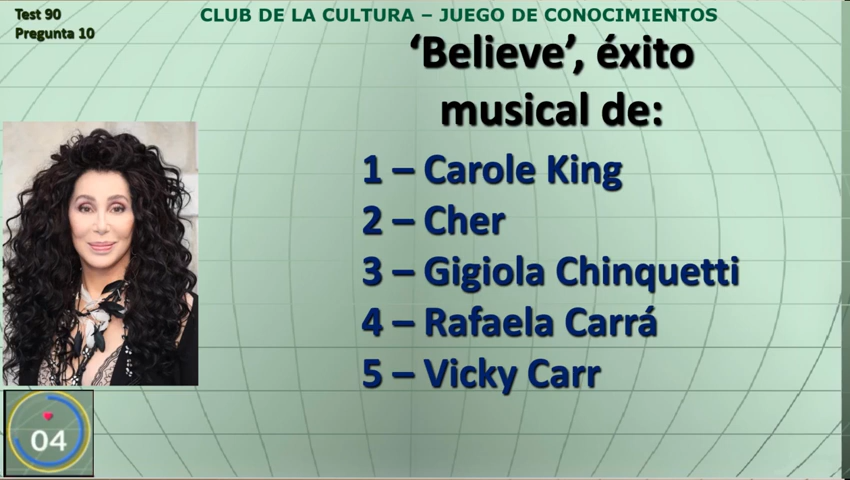 Test 90
Pregunta 10
CLUB DE LA CULTURA – JUEGO DE CONOCIMIENTOS
‘Believe’, éxito
musical de:
1 – Carole King
2 – Cher
3 – Gigiola Chinquetti
4 – Rafaela Carrá
5 – Vicky Carr
04